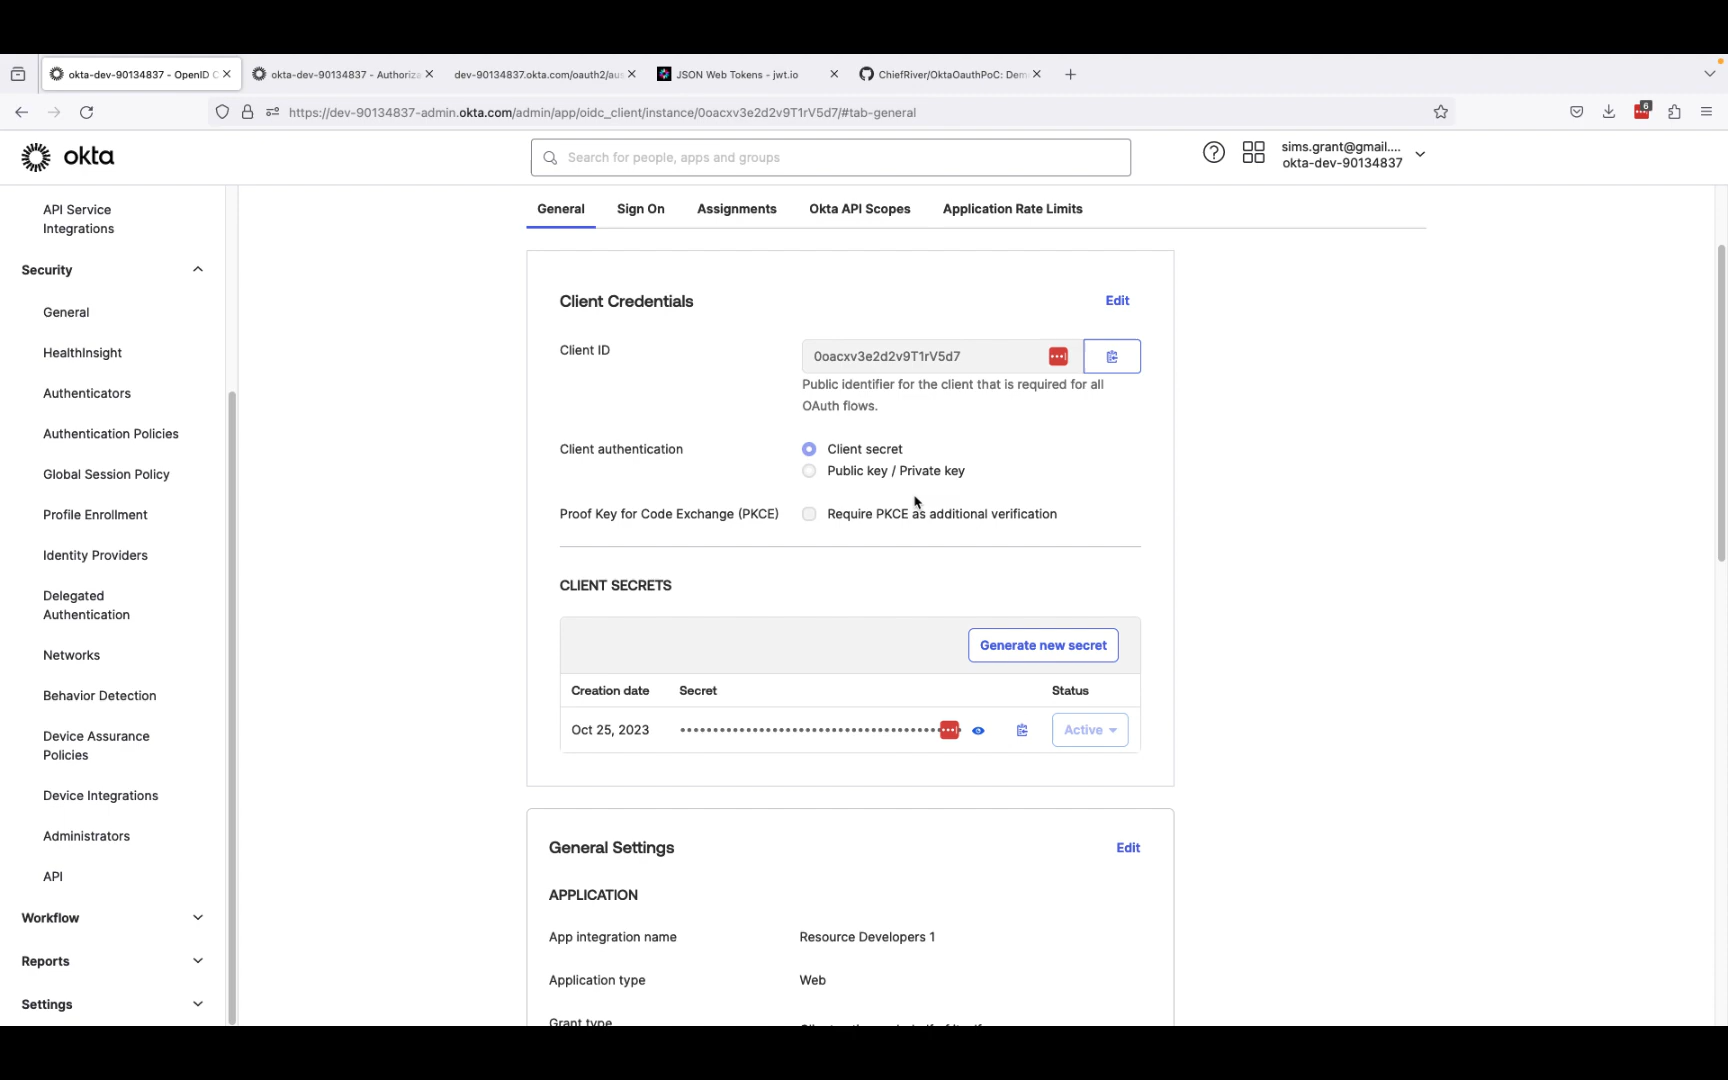 okta-dev-90134837 - OpenID C
okta-dev-90134837 - Authoriza
dev-90134837.okta.com/oauth2/aus
JSON Web Tokens - jwt.io
ChiefRiver/OktaOauthPoC: Dem
https://dev-90134837-admin.okta.com/admin/app/oidc_client/instance/0oacxv3e2d2v9T1rV5d7/#tab-general
6
okta
Search for people, apps and groups
sims.grant@gmail....
okta-dev-90134837
API Service
Integrations
Security
General
HealthInsight
Authenticators
Authentication Policies
Global Session Policy
Profile Enrollment
Identity Providers
Delegated
Authentication
Networks
Behavior Detection
Device Assurance
Policies
Device Integrations
Administrators
API
Workflow
Reports
Settings
General Sign On Assignments Okta API Scopes Application Rate Limits
Client Credentials Edit
Client ID 0oacxv3e2d2v9T1rV5d7
Public identifier for the client that is required for all
OAuth flows.
Client authentication Client secret
Public key / Private key
Proof Key for Code Exchange (PKCE) Require PKCE as additional verification
CLIENT SECRETS
Generate new secret
Creation date Secret Status
Oct 25, 2023 Active
General Settings Edit
APPLICATION
App integration name Resource Developers 1
Application type Web
Grant type